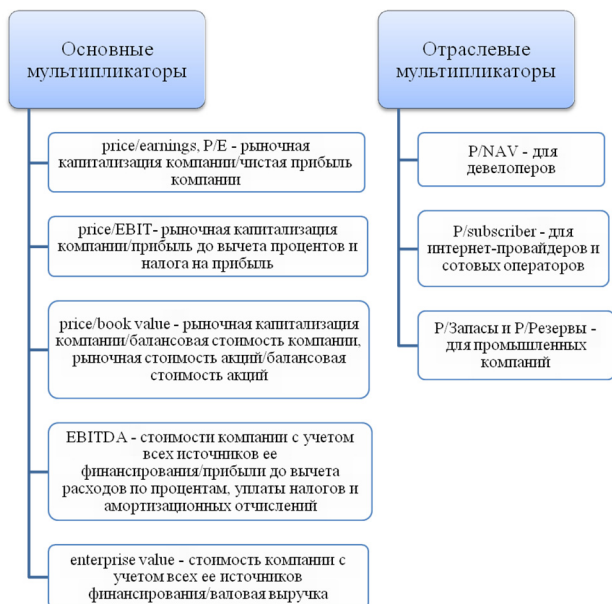 Основные
мультипликаторы
price/earnings, P/E - рыночная
капитализация компании/чистая прибыль
компании
price/EBIT- рыночная капитализация
компании/прибыль до вычета процентов и
налога на прибыль
price/book value - рыночная капитализация
компании/балансовая стоимость компании,
рыночная стоимость акций/балансовая
стоимость акций
EBITDA - стоимости компании с учетом
всех источников ее
финансирования/прибыли до вычета
расходов по процентам, уплаты налогов и
амортизационных отчислений
enterprise value - стоимость компании с
учетом всех ее источников
финансирования/валовая выручка
Отраслевые
мультипликаторы
P/NAV - для
девелоперов
P/subscriber - для
интернет-провайдеров и
сотовых операторов
P/Запасы и P/Резервы -
для промышленных
компаний